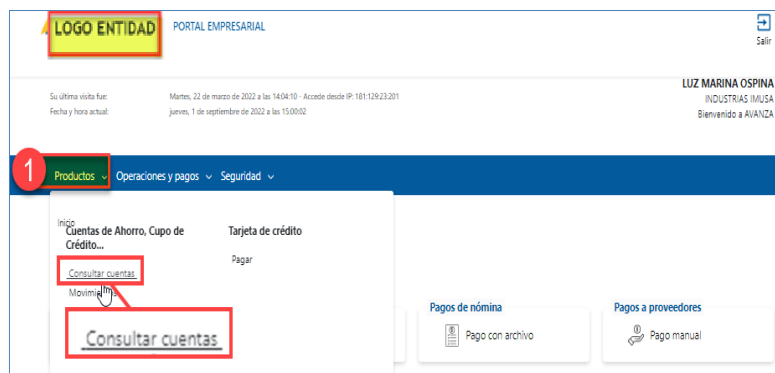 LOGO ENTIDAD
PORTAL EMPRESARIAL
Salir
LUZ MARINA OSPINA
INDUSTRIAS IMUSA
Bienvenido a AVANZA
Su última visita fue: Martes, 22 de marzo de 2022 a las 14:04:10 - Accede desde IP: 181:129:23:201
Fecha y hora actual: jueves, 1 de septiembre de 2022 a las 15:00:02
1
Productos Operaciones y pagos Seguridad
Inicio
Cuentas de Ahorro, Cupo de
Crédito...
Consultar cuentas
Tarjeta de crédito
Pagar
Consultar cuentas
Pagos de nómina
Pago con archivo
Pagos a proveedores
Pago manual